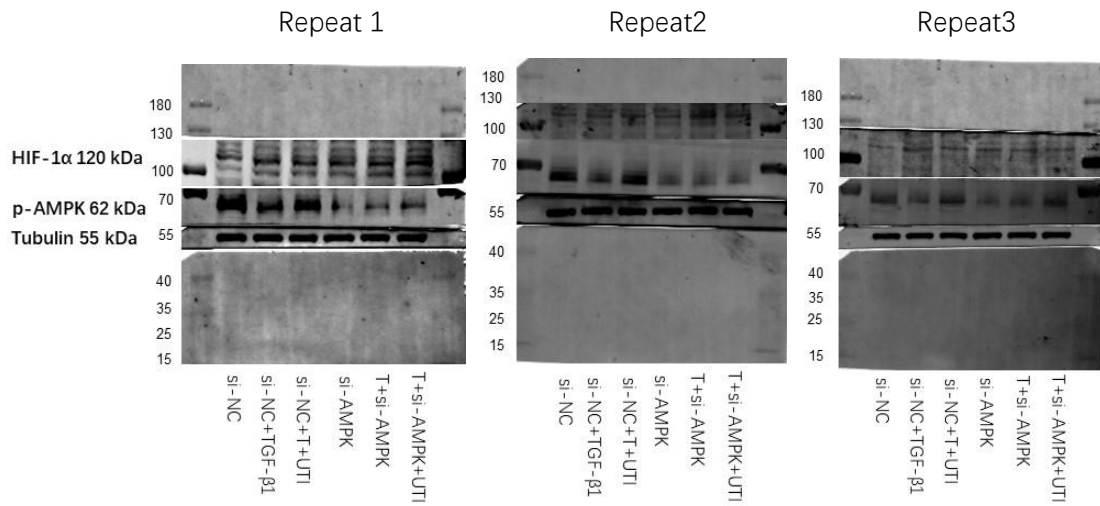 Repeat 1
Repeat2
Repeat3
180
130
HIF-1α 120 kDa
100
70
p-AMPK 62 kDa
Tubulin 55 kDa
55
40
35
25
15
180
130
100
70
55
40
35
25
15
180
130
100
70
55
40
35
25
15
si-NC
si-NC+TGF-β1
si-NC+T+UTI
si-AMPK
T+si-AMPK
T+si-AMPK+UTI
si-NC
si-NC+TGF-β1
si-NC+T+UTI
si-AMPK
T+si-AMPK
T+si-AMPK+UTI
si-NC
si-NC+TGF-β1
si-NC+T+UTI
si-AMPK
T+si-AMPK
T+si-AMPK+UTI